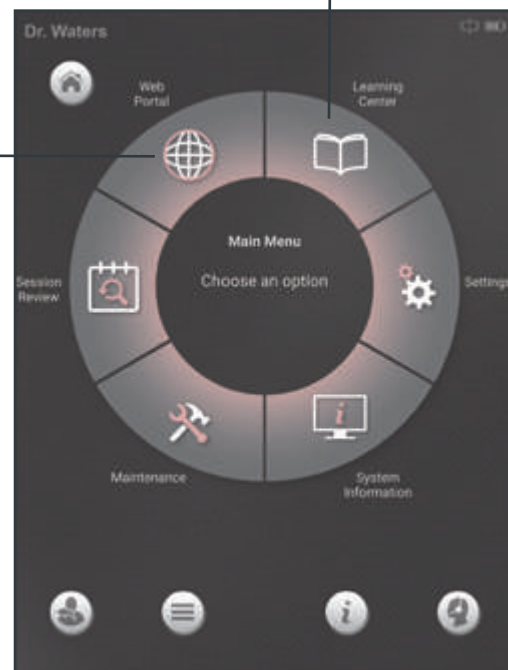 Dr. Waters
Web
Portal
Learning
Center
Main Menu
Choose an option
Session
Review
Settings
Maintenance
System
Information